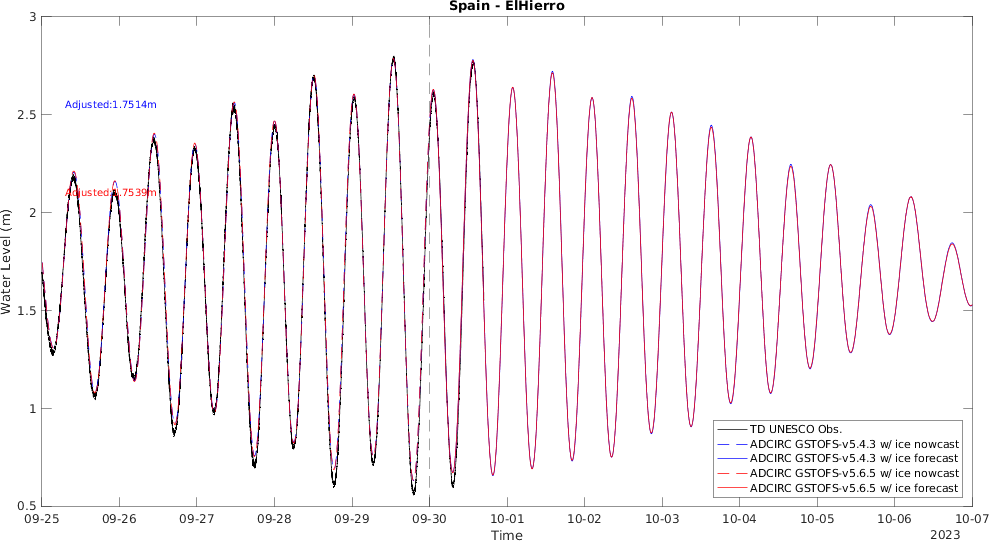 Spain - ElHierro
Water Level (m)
3
2.5
2
1.5
1
0.5
Adjusted:1.7514m
Adjusted:1.7539m
TD UNESCO Obs.
ADCIRC GSTOFS-v5.4.3 w/ ice nowcast
ADCIRC GSTOFS-v5.4.3 w/ ice forecast
ADCIRC GSTOFS-v5.6.5 w/ ice nowcast
ADCIRC GSTOFS-v5.6.5 w/ ice forecast
09-25 09-26 09-27 09-28 09-29 09-30 10-01 10-02 10-03 10-04 10-05 10-06 10-07
Time
2023